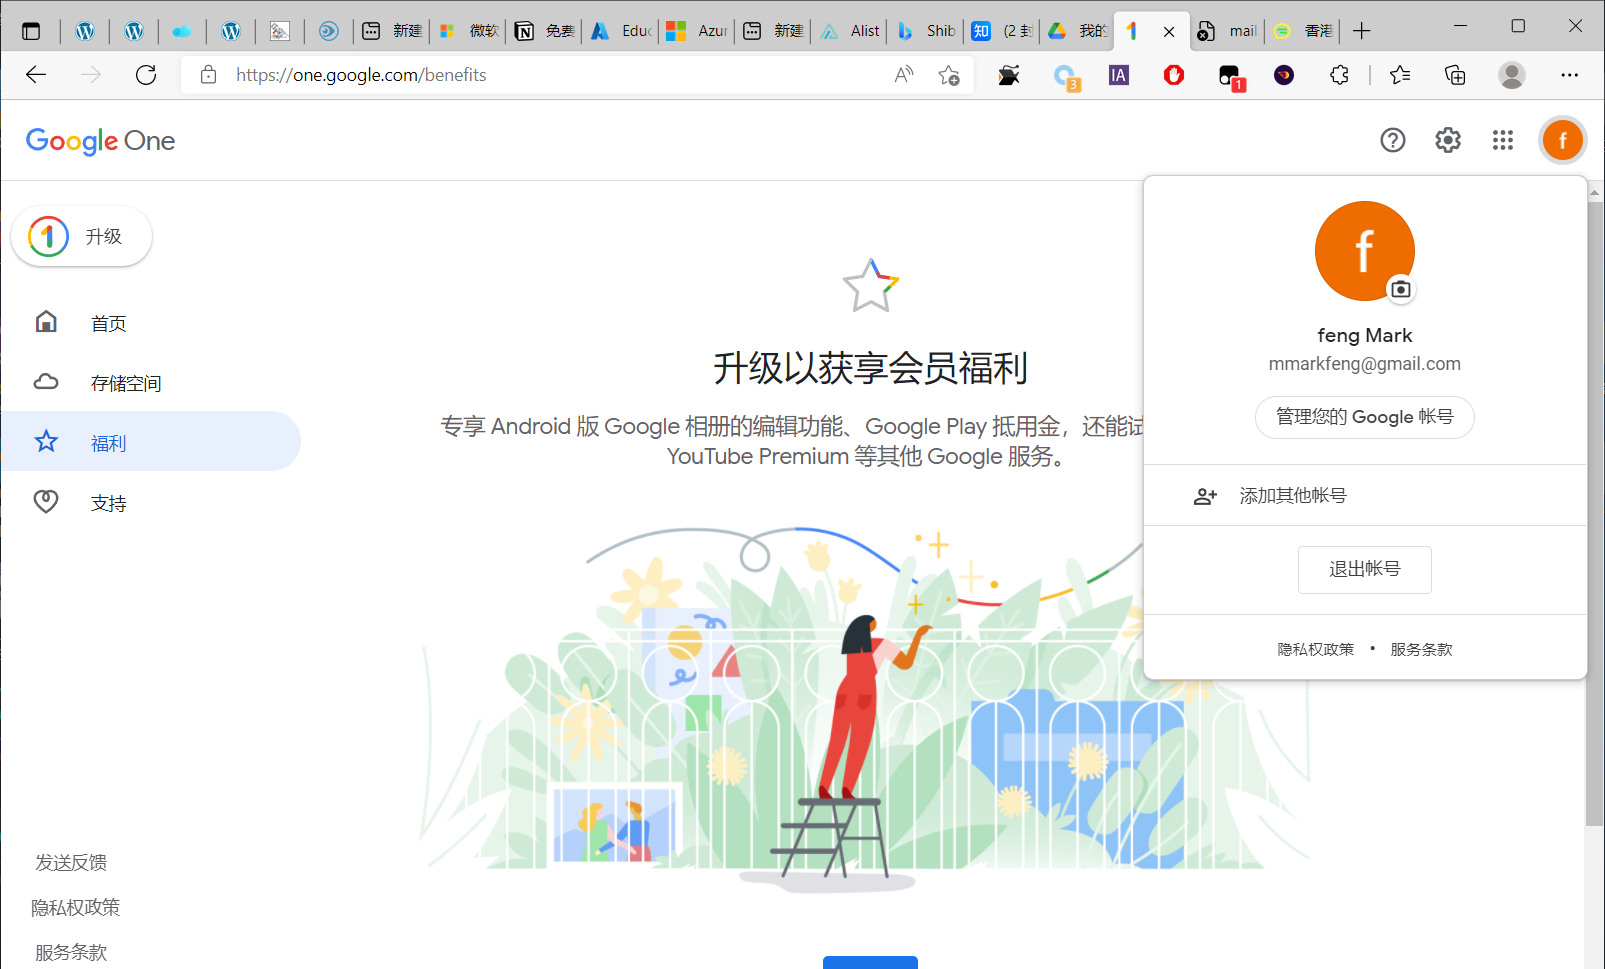 新建
微软
免费
Educ
Azur
新建
Alist
Shib
知
(2 封
我的
mail
香港
https://one.google.com/benefits
3
IA
1
Google One
f
升级
首页
存储空间
福利
支持
发送反馈
隐私权政策
服务条款
升级以获享会员福利
专享 Android 版 Google 相册的编辑功能、Google Play 抵用金，还能试
YouTube Premium 等其他 Google 服务。
f
feng Mark
mmarkfeng@gmail.com
管理您的 Google 帐号
添加其他帐号
退出帐号
隐私权政策 • 服务条款